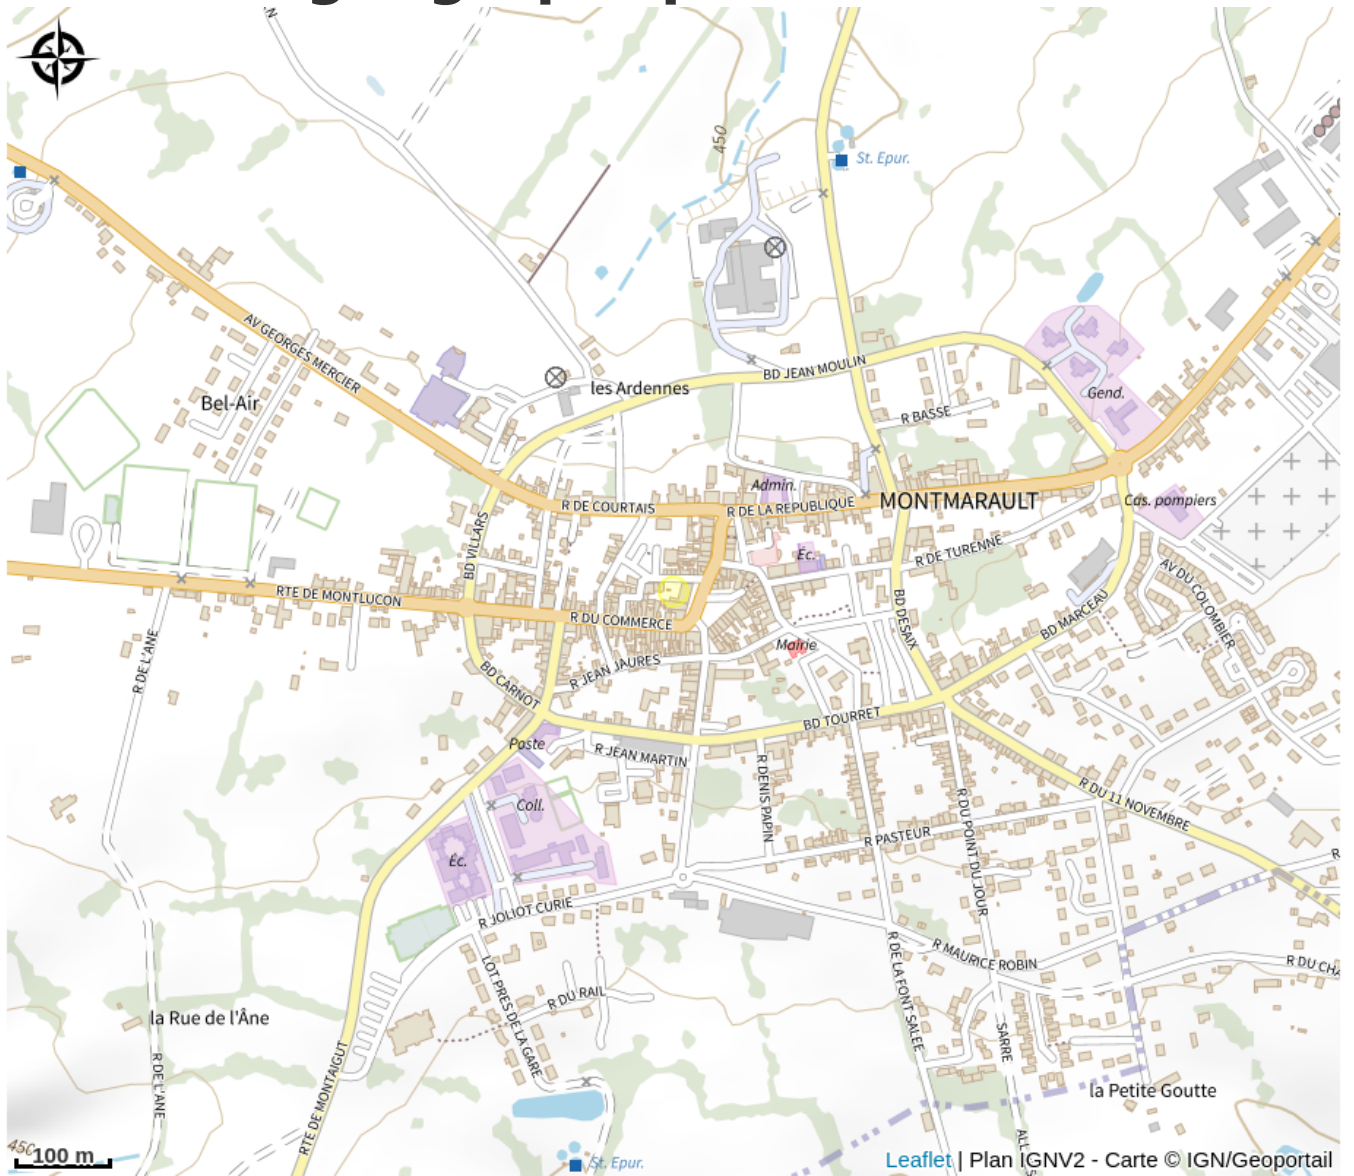 N
450
St. Epur.
AV GEORGES MERCIER
BD JEAN MOULIN
les Ardennes
Bel-Air
Gend.
R BASSE
Admin.
R DE COURTAIS
R DE LA REPUBLIQUE
MONTMARAULT
Cas. pompiers
BD VILLARS
Éc.
R DE TURENNE
AV DU COLOMBIER
RTE DE MONTLUCON
R DU COMMERCE
BD DESAIX
BD MARCEAU
R DE L'ANE
Mairie
R JEAN JAURES
BD CARNOT
BD TOURRET
Poste
R JEAN MARTIN
R DENIS PAPIN
R DU 11 NOVEMBRE
Coll.
R DU POINT DU JOUR
R PASTEUR
Éc.
R JOLIOT CURIE
R MAURICE ROBIN
R DE LA FONT SALEE
R DU CHA
LOT PRES DE LA GARE
R DU RAIL
la Rue de l'Âne
SARRE
R DE L'ANE
RTE DE MONTAIGUT
la Petite Goutte
ALL
450
100 m
St. Epur.
Leaflet | Plan IGNV2 - Carte © IGN/Geoportail